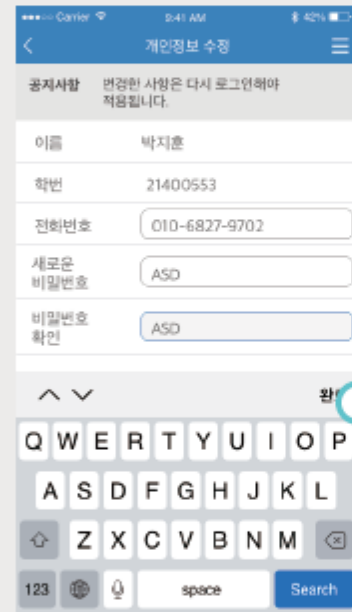 Carrier 9:41 AM 42%
개인정보 수정
공지사항 변경한 사항은 다시 로그인해야
적용됩니다.
이름 박지훈
학번 21400553
전화번호 010-6827-9702
새로운
비밀번호 ASD
비밀번호
확인 ASD
Q W E R T Y U I O P
A S D F G H J K L
Z X C V B N M
123 space Search